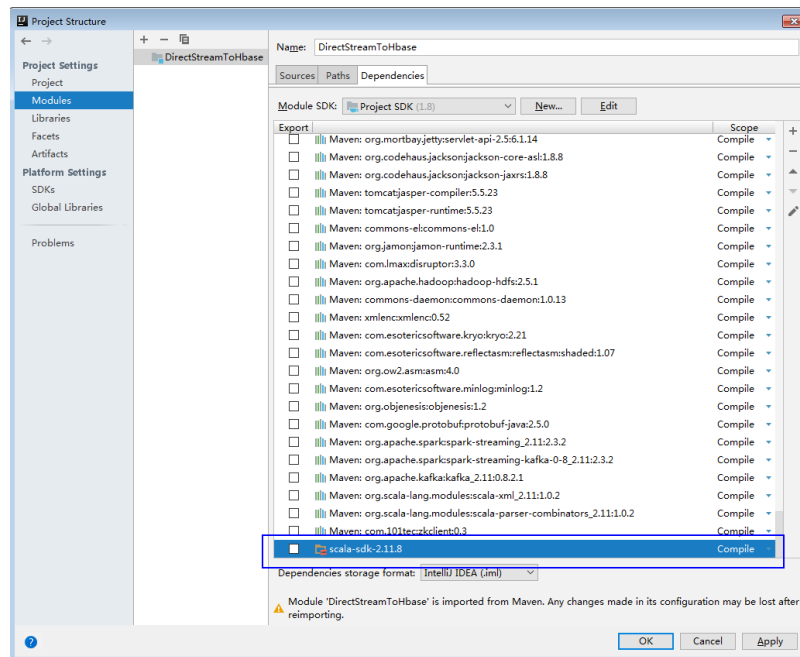 Project Structure
Project Settings
Project
Modules
Libraries
Facets
Artifacts
Platform Settings
SDKs
Global Libraries
Problems
DirectStreamToHbase
Name: DirectStreamToHbase
Sources Paths Dependencies
Module SDK: Project SDK (1.8) New... Edit
Export Scope
Maven: org.mortbay.jetty:servlet-api-2.5:6.1.14 Compile
Maven: org.codehaus.jackson:jackson-core-asl:1.8.8 Compile
Maven: org.codehaus.jackson:jackson-jaxrs:1.8.8 Compile
Maven: tomcat:jasper-compiler:5.5.23 Compile
Maven: tomcat:jasper-runtime:5.5.23 Compile
Maven: commons-el:commons-el:1.0 Compile
Maven: org.jamon:jamon-runtime:2.3.1 Compile
Maven: com.lmax:disruptor:3.3.0 Compile
Maven: org.apache.hadoop:hadoop-hdfs:2.5.1 Compile
Maven: commons-daemon:commons-daemon:1.0.13 Compile
Maven: xmlenc:xmlenc:0.52 Compile
Maven: com.esotericsoftware.kryo:kryo:2.21 Compile
Maven: com.esotericsoftware.reflectasm:reflectasm:shaded:1.07 Compile
Maven: org.ow2.asm:asm:4.0 Compile
Maven: com.esotericsoftware.minlog:minlog:1.2 Compile
Maven: org.objenesis:objenesis:1.2 Compile
Maven: com.google.protobuf:protobuf-java:2.5.0 Compile
Maven: org.apache.spark:spark-streaming_2.11:2.3.2 Compile
Maven: org.apache.spark:spark-streaming-kafka-0-8_2.11:2.3.2 Compile
Maven: org.apache.kafka:kafka_2.11:0.8.2.1 Compile
Maven: org.scala-lang.modules:scala-xml_2.11:1.0.2 Compile
Maven: org.scala-lang.modules:scala-parser-combinators_2.11:1.0.2 Compile
Maven: com.101tec:zkclient:0.3 Compile
scala-sdk-2.11.8 Compile
Dependencies storage format: IntelliJ IDEA (.iml)
Module 'DirectStreamToHbase' is imported from Maven. Any changes made in its configuration may be lost after
reimporting.
OK Cancel Apply